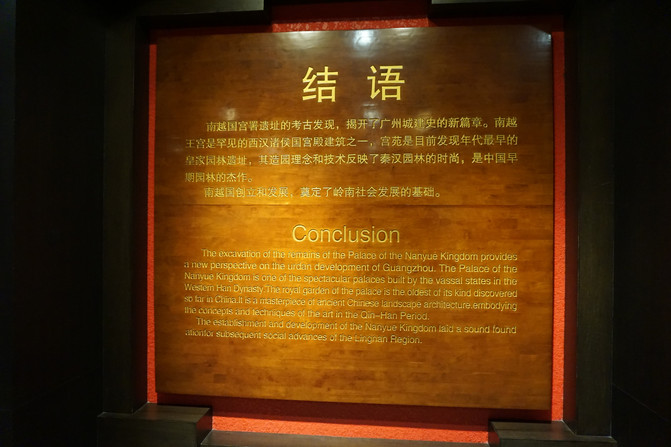 结 语
南越国宫署遗址的考古发现，揭开了广州城建史的新篇章。南越
王宫是罕见的西汉诸侯国宫殿建筑之一，宫苑是目前发现年代最早的
皇家园林遗址，其造园理念和技术反映了秦汉园林的时尚，是中国早
期园林的杰作。
南越国创立和发展，奠定了岭南社会发展的基础。
Conclusion
The excavation of the remains of the Palace of the Nanyue Kingdom provides
a new perspective on the urban development of Guangzhou. The Palace of the
Nanyue Kingdom is one of the spectacular palaces built by the vassal states in the
Western Han Dynasty.The royal garden of the palace is the oldest of its kind discovered
so far in China.It is a masterpiece of ancient Chinese landscape architecture,embodying
the concepts and techniques of the art in the Qin-Han Period.
The establishment and development of the Nanyue Kingdom laid a sound found
ationfor subsequent social advances of the Lingnan Region.